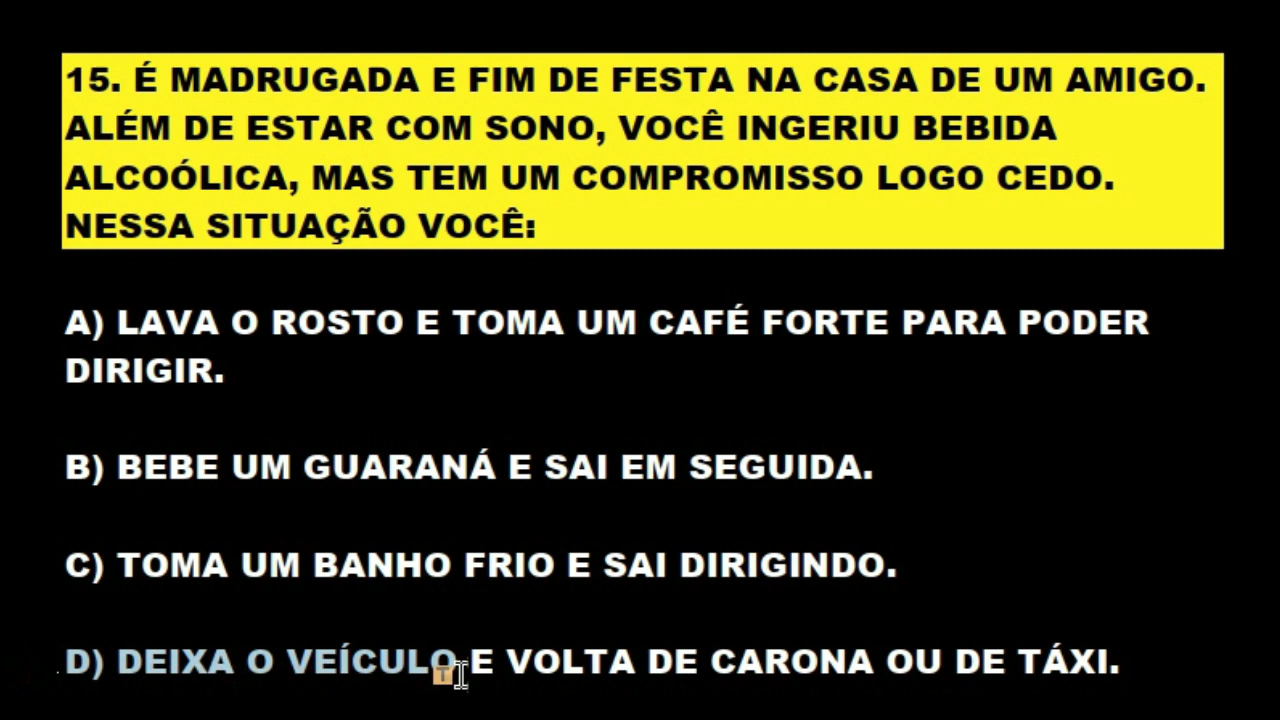 15. É MADRUGADA E FIM DE FESTA NA CASA DE UM AMIGO.
ALÉM DE ESTAR COM SONO, VOCÊ INGERIU BEBIDA
ALCOÓLICA, MAS TEM UM COMPROMISSO LOGO CEDO.
NESSA SITUAÇÃO VOCÊ:
A) LAVA O ROSTO E TOMA UM CAFÉ FORTE PARA PODER
DIRIGIR.
B) BEBE UM GUARANÁ E SAI EM SEGUIDA.
C) TOMA UM BANHO FRIO E SAI DIRIGINDO.
D) DEIXA O VEÍCULO E VOLTA DE CARONA OU DE TÁXI.